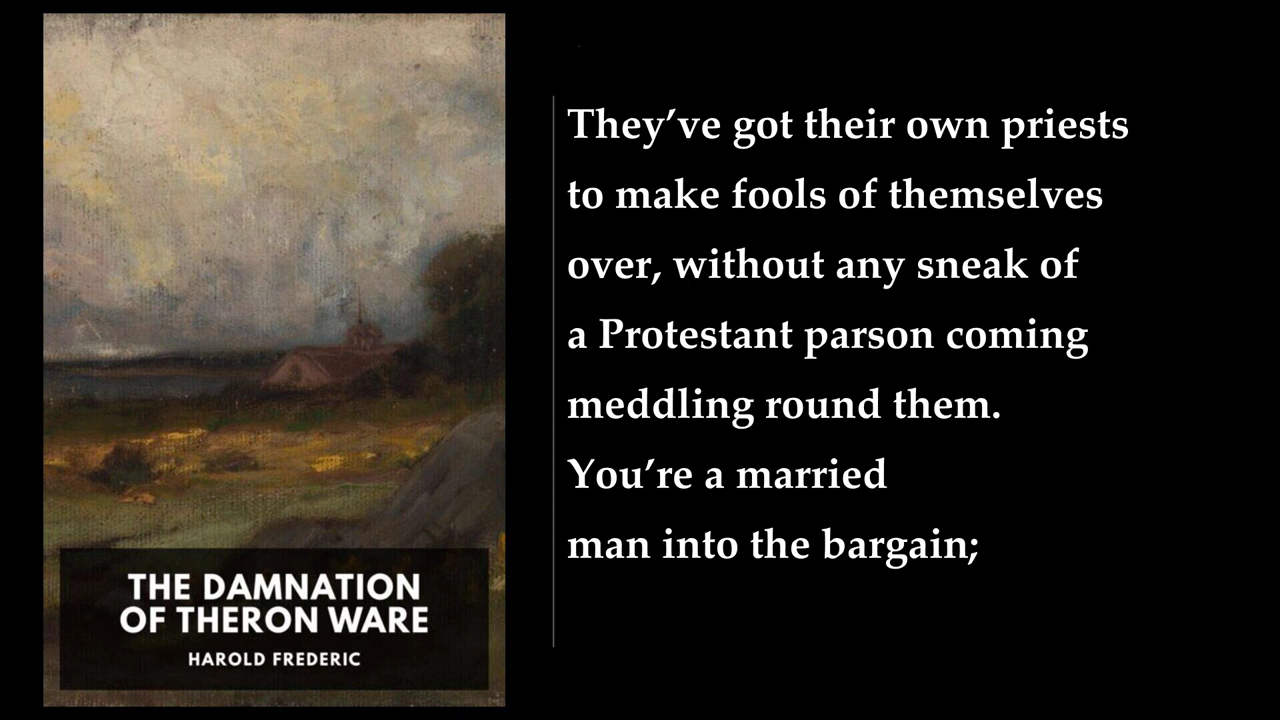 They’ve got their own priests
to make fools of themselves
over, without any sneak of
a Protestant parson coming
meddling round them.
You’re a married
man into the bargain;
THE DAMNATION
OF THERON WARE
HAROLD FREDERIC